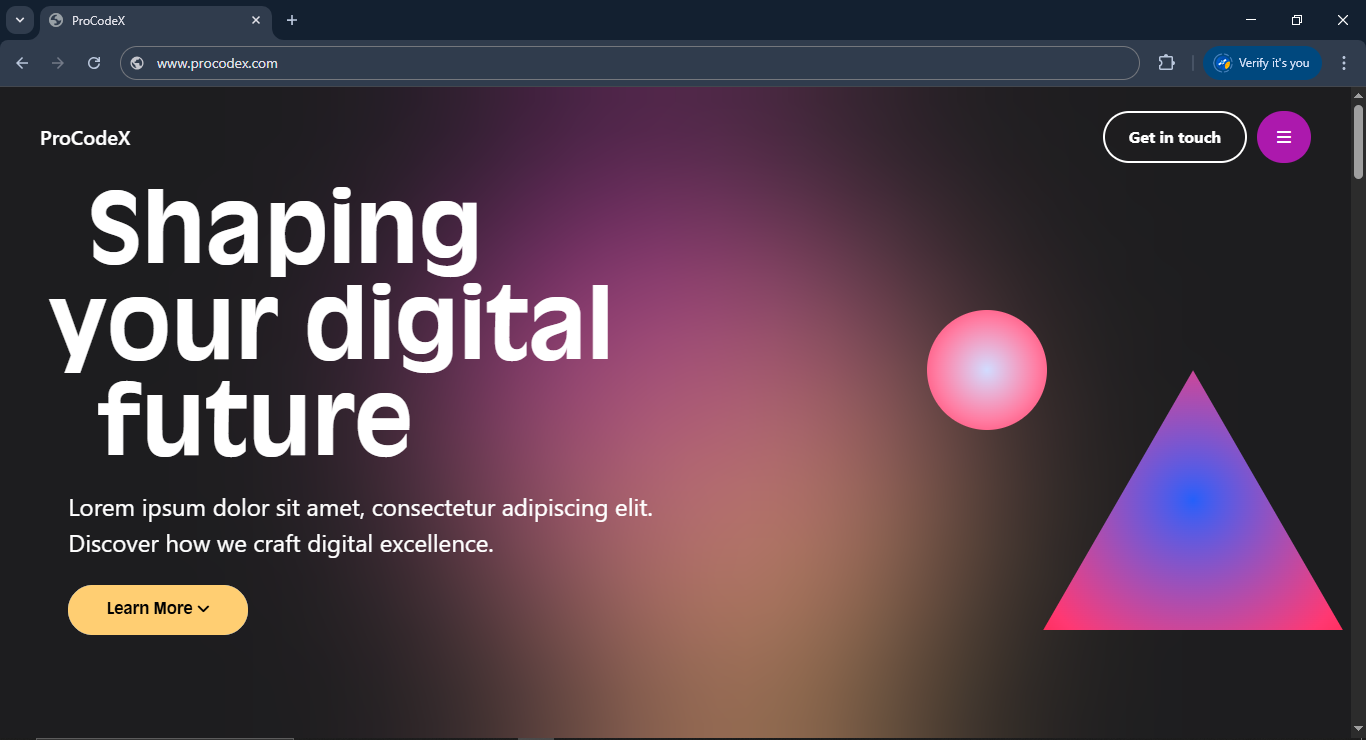 ProCodeX
www.procodex.com
Verify it's you
ProCodeX
Get in touch
Shaping
your digital
future
Lorem ipsum dolor sit amet, consectetur adipiscing elit.
Discover how we craft digital excellence.
Learn More